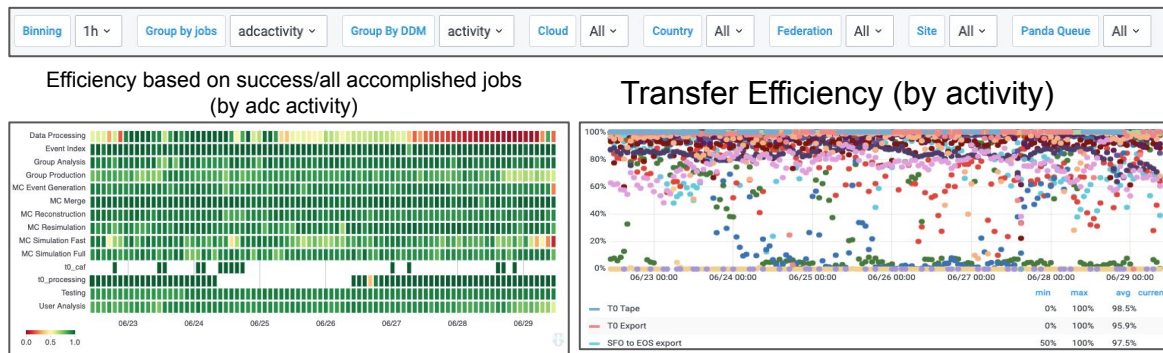 Binning 1h Group by jobs adcactivity Group By DDM activity Cloud All Country All Federation All Site All Panda Queue All
Efficiency based on success/all accomplished jobs
(by adc activity)
Data Processing
Event Index
Group Analysis
Group Production
MC Event Generation
MC Merge
MC Reconstruction
MC Resimulation
MC Simulation Fast
MC Simulation Full
t0_caf
t0_processing
Testing
User Analysis
06/23 06/24 06/25 06/26 06/27 06/28 06/29
0.0 0.5 1.0
Transfer Efficiency (by activity)
100%
80%
60%
40%
20%
0%
06/23 00:00 06/24 00:00 06/25 00:00 06/26 00:00 06/27 00:00 06/28 00:00 06/29 00:00
min max avg current
T0 Tape 0% 100% 98.5%
T0 Export 0% 100% 95.9%
SFO to EOS export 50% 100% 97.5%